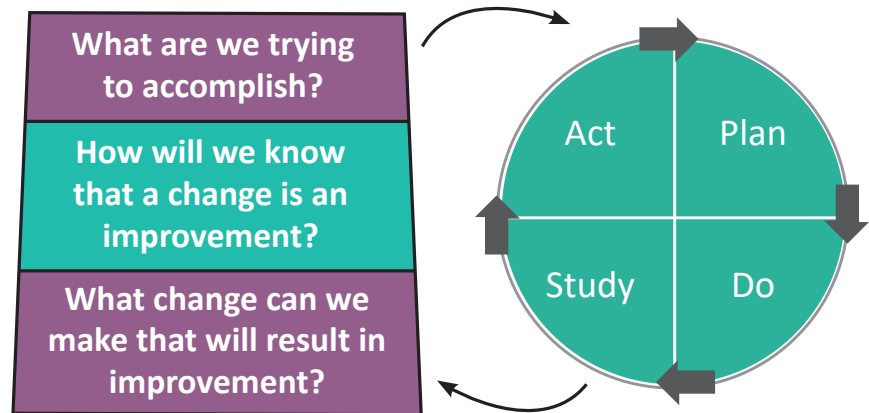 What are we trying
to accomplish?
How will we know
that a change is an
improvement?
What change can we
make that will result in
improvement?
Act
Plan
Study
Do